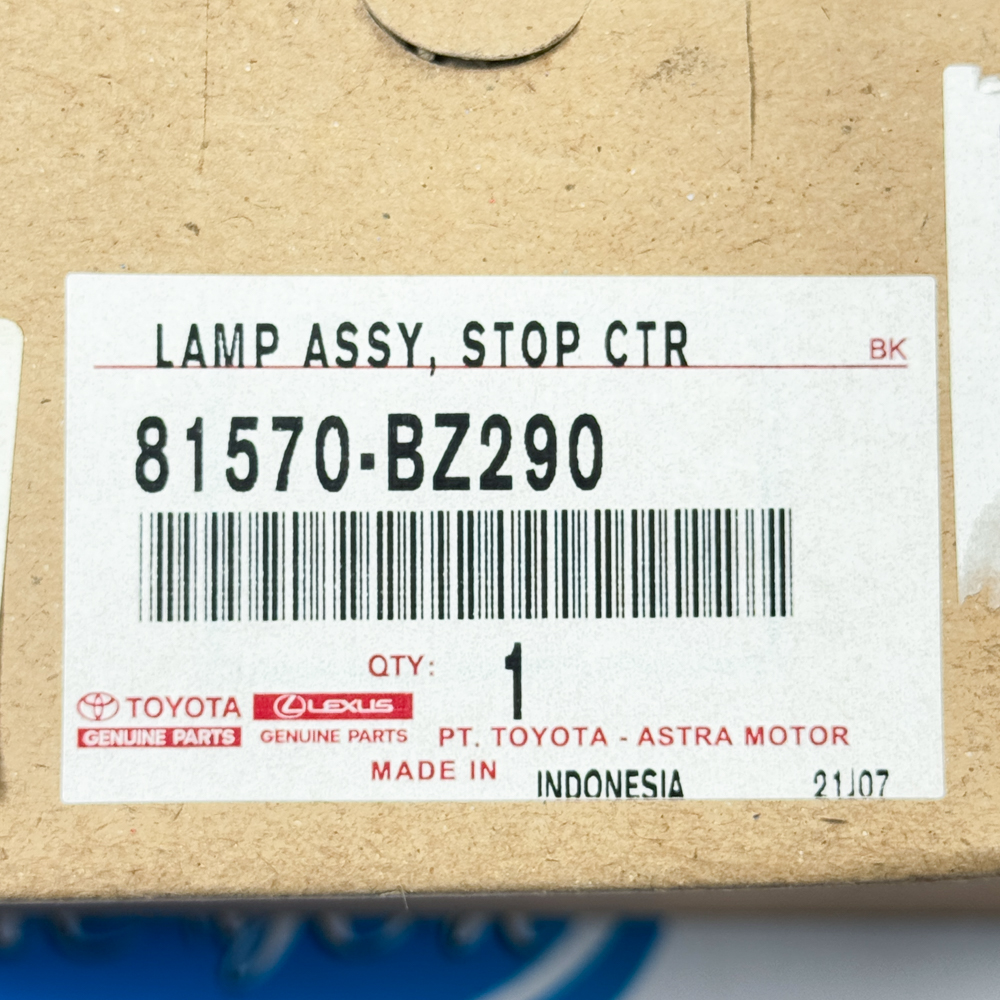 LAMP ASSY, STOP CTR
BK
81570-BZ290
QTY: 1
TOYOTA
GENUINE PARTS
LEXUS
GENUINE PARTS
PT. TOYOTA - ASTRA MOTOR
MADE IN INDONESIA
21J07